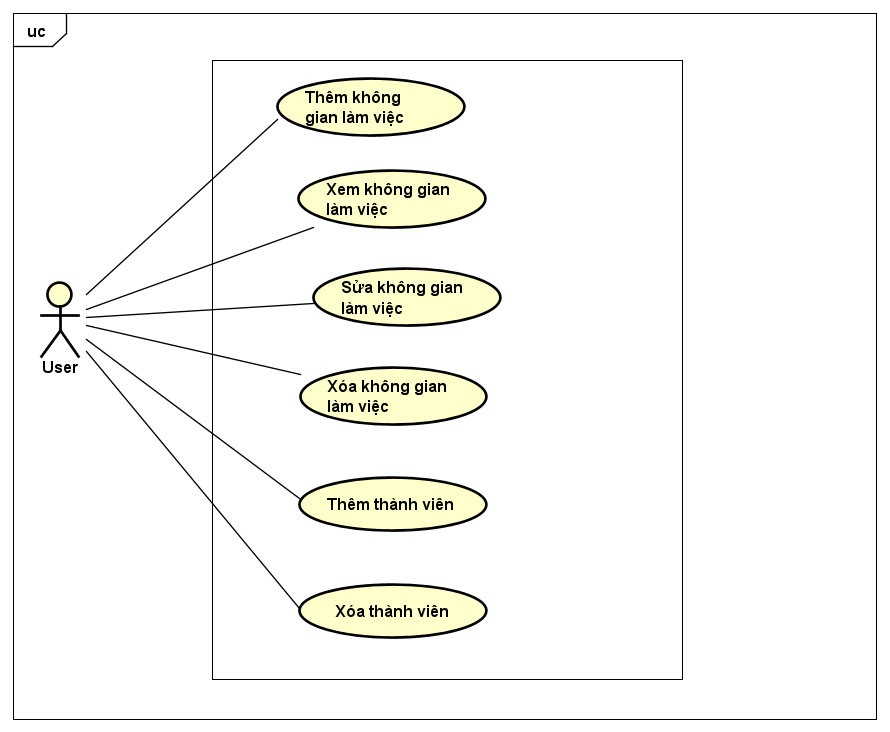 uc
Thêm không
gian làm việc
Xem không gian
làm việc
Sửa không gian
làm việc
Xóa không gian
làm việc
User
Thêm thành viên
Xóa thành viên